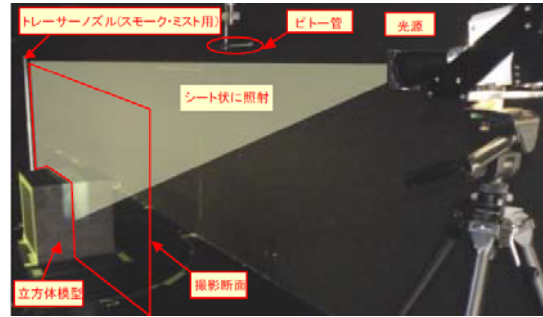 トレーサーノズル(スモーク・ミスト用)
ピトー管
光源
シート状に照射
立方体模型
撮影断面